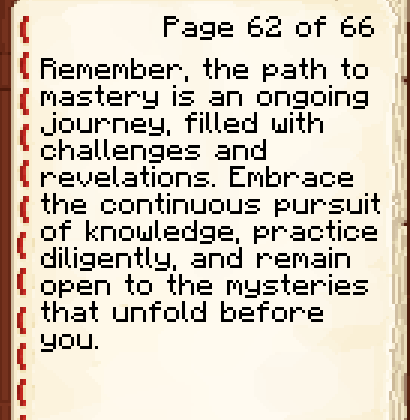 Page 62 of 66
Remember, the path to
mastery is an ongoing
journey, filled with
challenges and
revelations. Embrace
the continuous pursuit
of knowledge, practice
diligently, and remain
open to the mysteries
that unfold before
you.